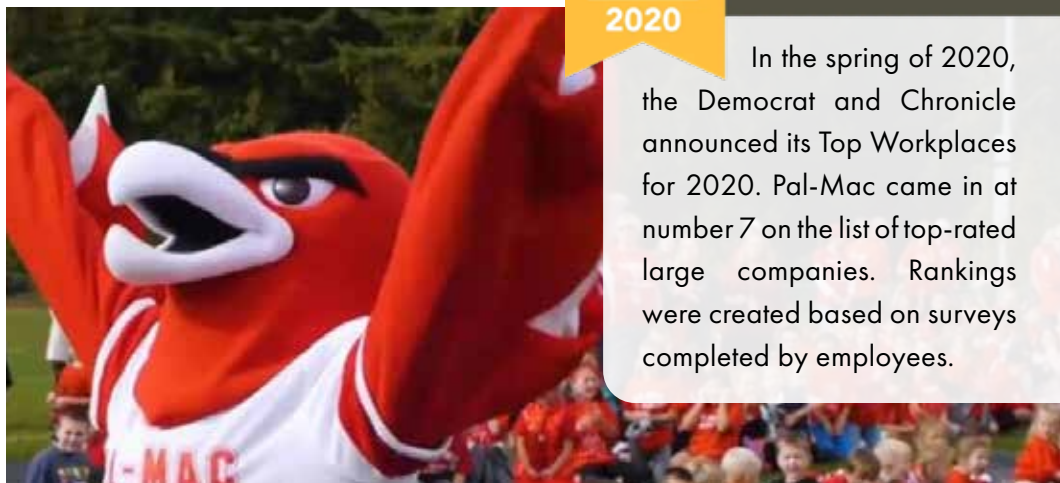 2020
In the spring of 2020,
the Democrat and Chronicle
announced its Top Workplaces
for 2020. Pal-Mac came in at
number 7 on the list of top-rated
large companies. Rankings
were created based on surveys
completed by employees.
-MAC